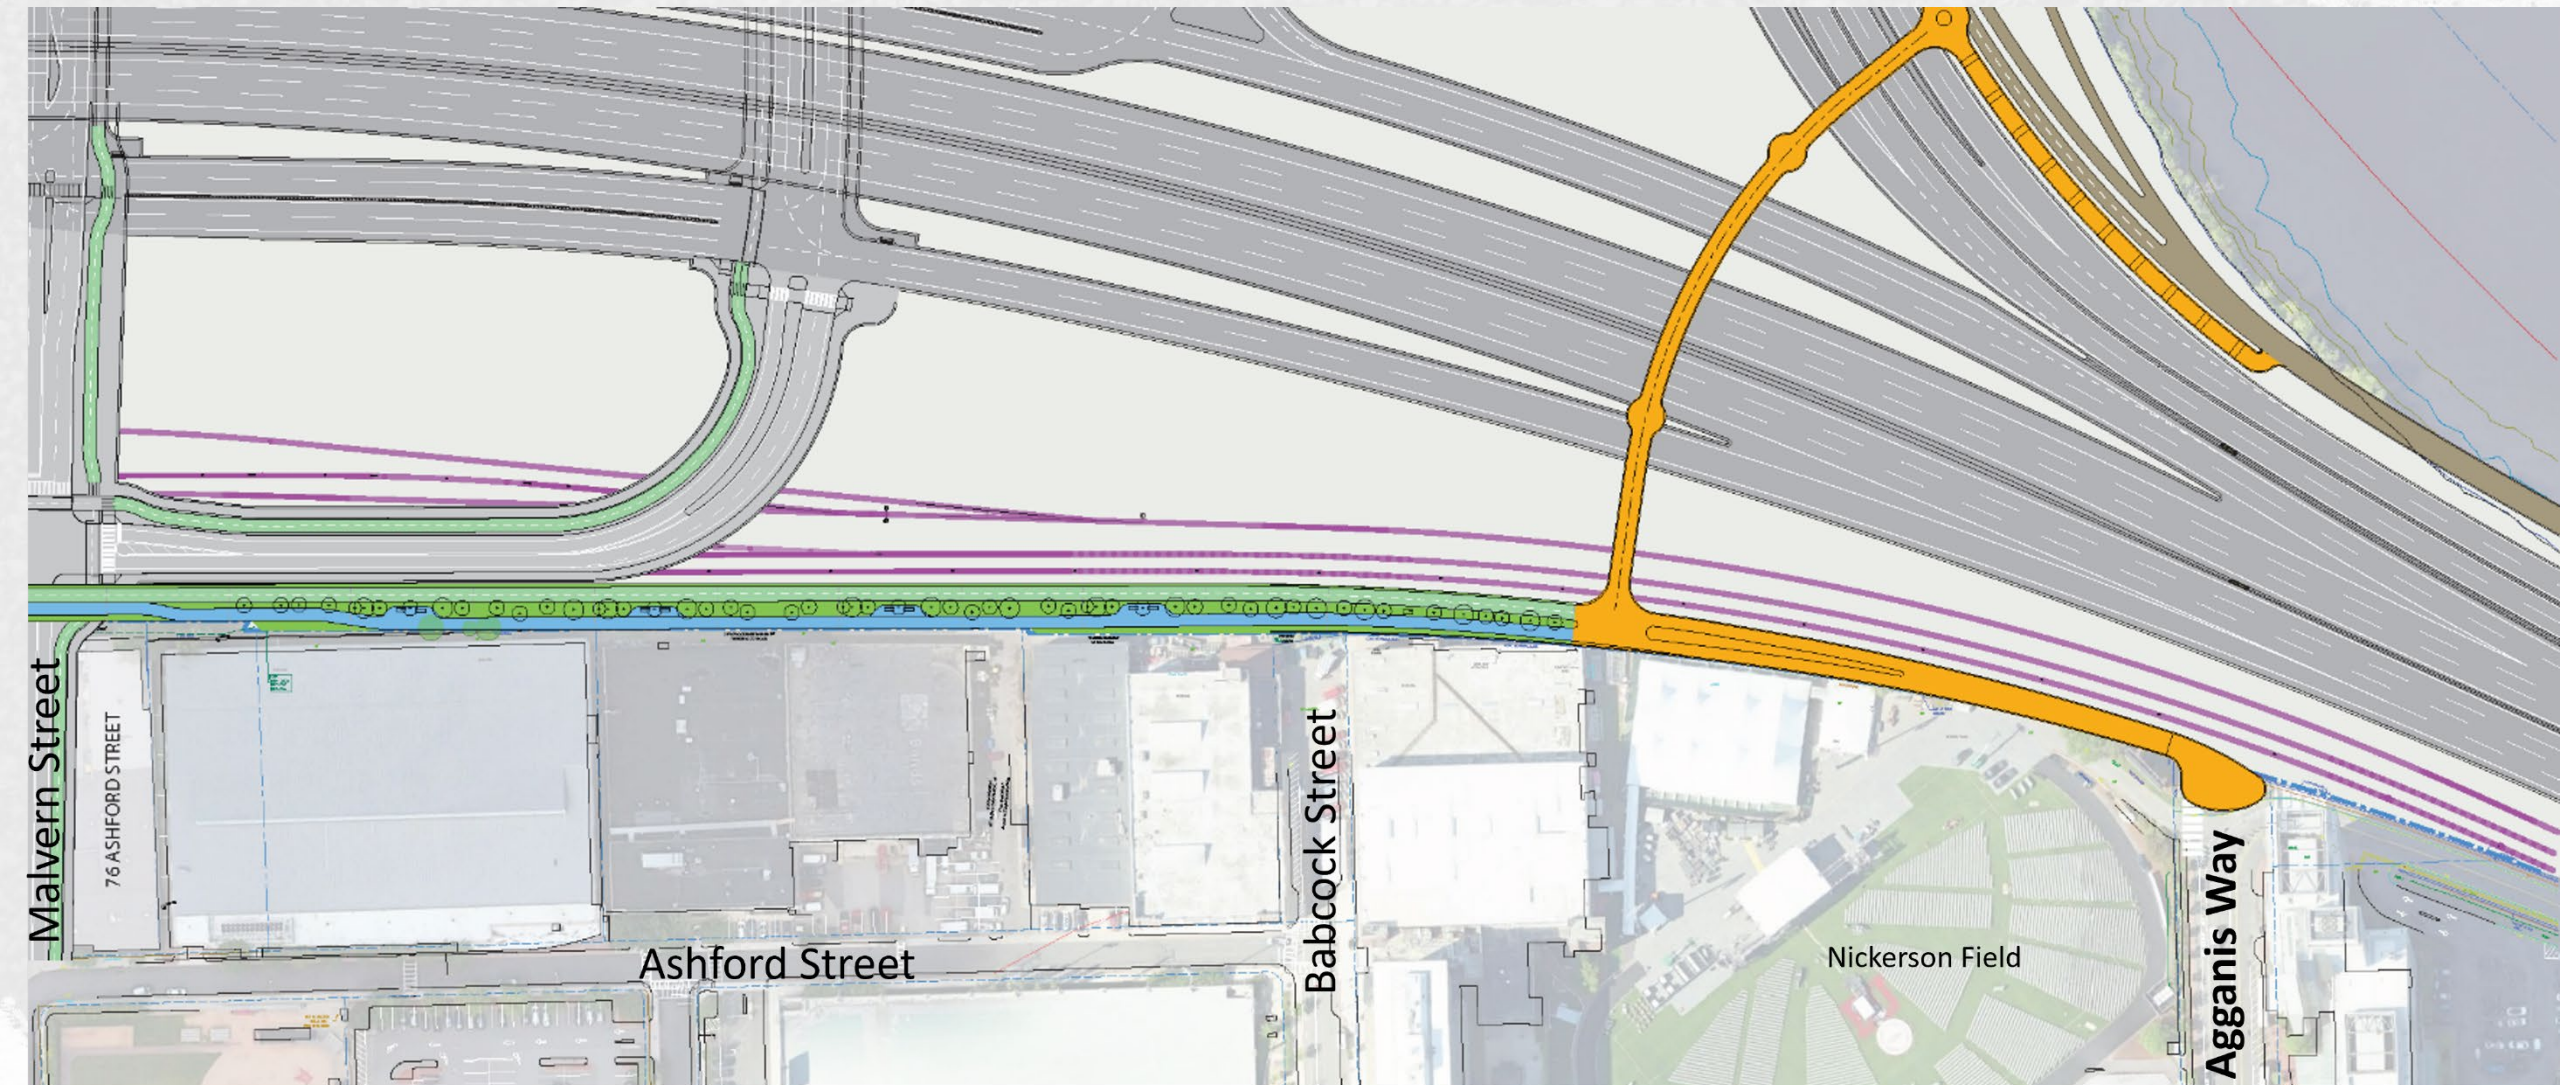 Malvern Street
76 ASHFORD STREET
Ashford Street
Babcock Street
Nickerson Field
Agganis Way